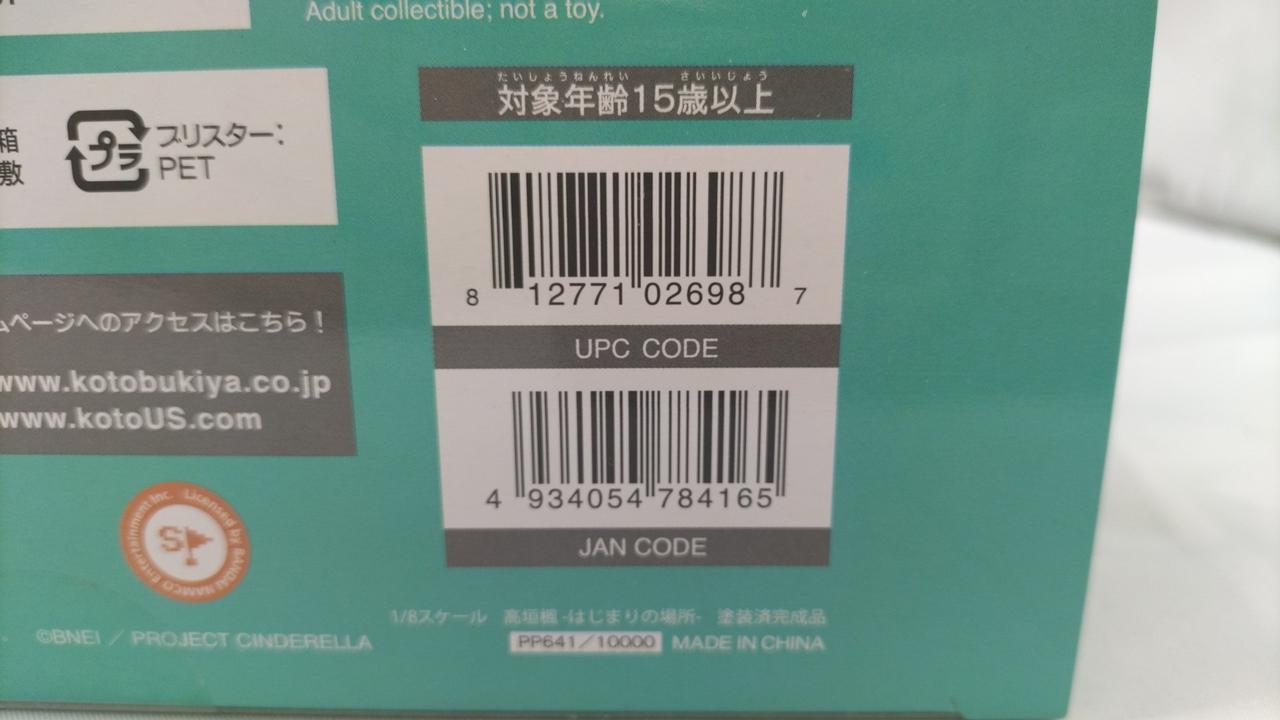 Adult collectible; not a toy.
たいしょうねんれい さいいじょう
対象年齢15歳以上
箱
敷
プラ
ブリスター:
PET
8 12771 02698 7
UPC CODE
ムページへのアクセスはこちら!
www.kotobukiya.co.jp
www.kotoUS.com
4 934054 784165
JAN CODE
Licensed by BANDAI NAMCO Entertainment Inc.
S
1/8スケール 高垣楓 -はじまりの場所- 塗装済完成品
©BNEI / PROJECT CINDERELLA
PP641/10000 MADE IN CHINA